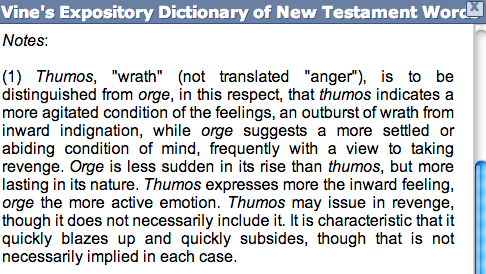 Vine's Expository Dictionary of New Testament Words
Notes:
(1) Thumos, "wrath" (not translated "anger"), is to be
distinguished from orge, in this respect, that thumos indicates a
more agitated condition of the feelings, an outburst of wrath from
inward indignation, while orge suggests a more settled or
abiding condition of mind, frequently with a view to taking
revenge. Orge is less sudden in its rise than thumos, but more
lasting in its nature. Thumos expresses more the inward feeling,
orge the more active emotion. Thumos may issue in revenge,
though it does not necessarily include it. It is characteristic that it
quickly blazes up and quickly subsides, though that is not
necessarily implied in each case.